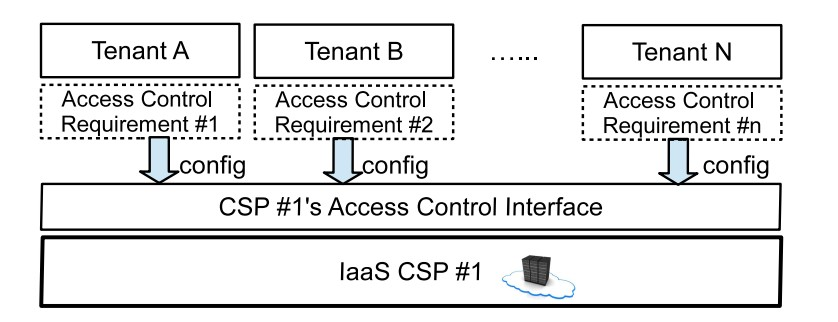 Tenant A
Tenant B
......
Tenant N
Access Control
Requirement #1
Access Control
Requirement #2
Access Control
Requirement #n
config
config
config
CSP #1's Access Control Interface
IaaS CSP #1